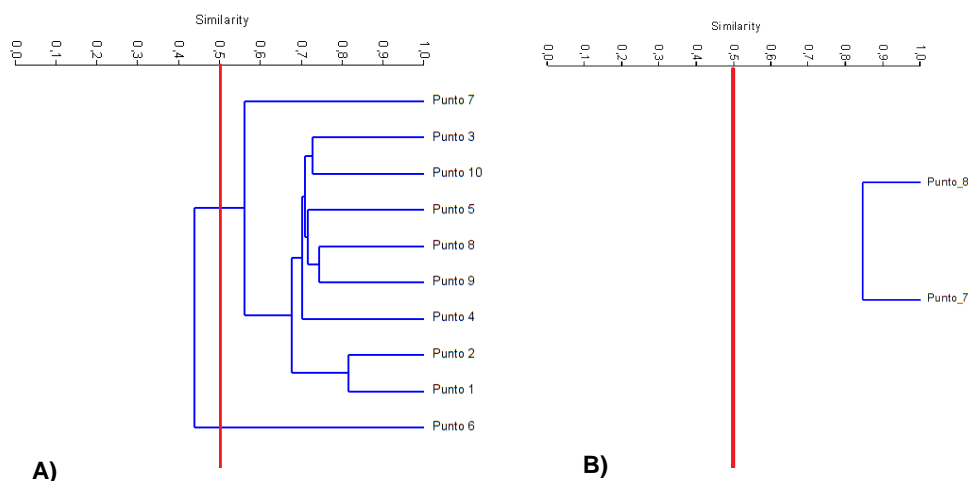 Similarity
0,0 0,1 0,2 0,3 0,4 0,5 0,6 0,7 0,8 0,9 1,0
Punto 7
Punto 3
Punto 10
Punto 5
Punto 8
Punto 9
Punto 4
Punto 2
Punto 1
Punto 6
A)
Similarity
0,0 0,1 0,2 0,3 0,4 0,5 0,6 0,7 0,8 0,9 1,0
Punto_8
Punto_7
B)